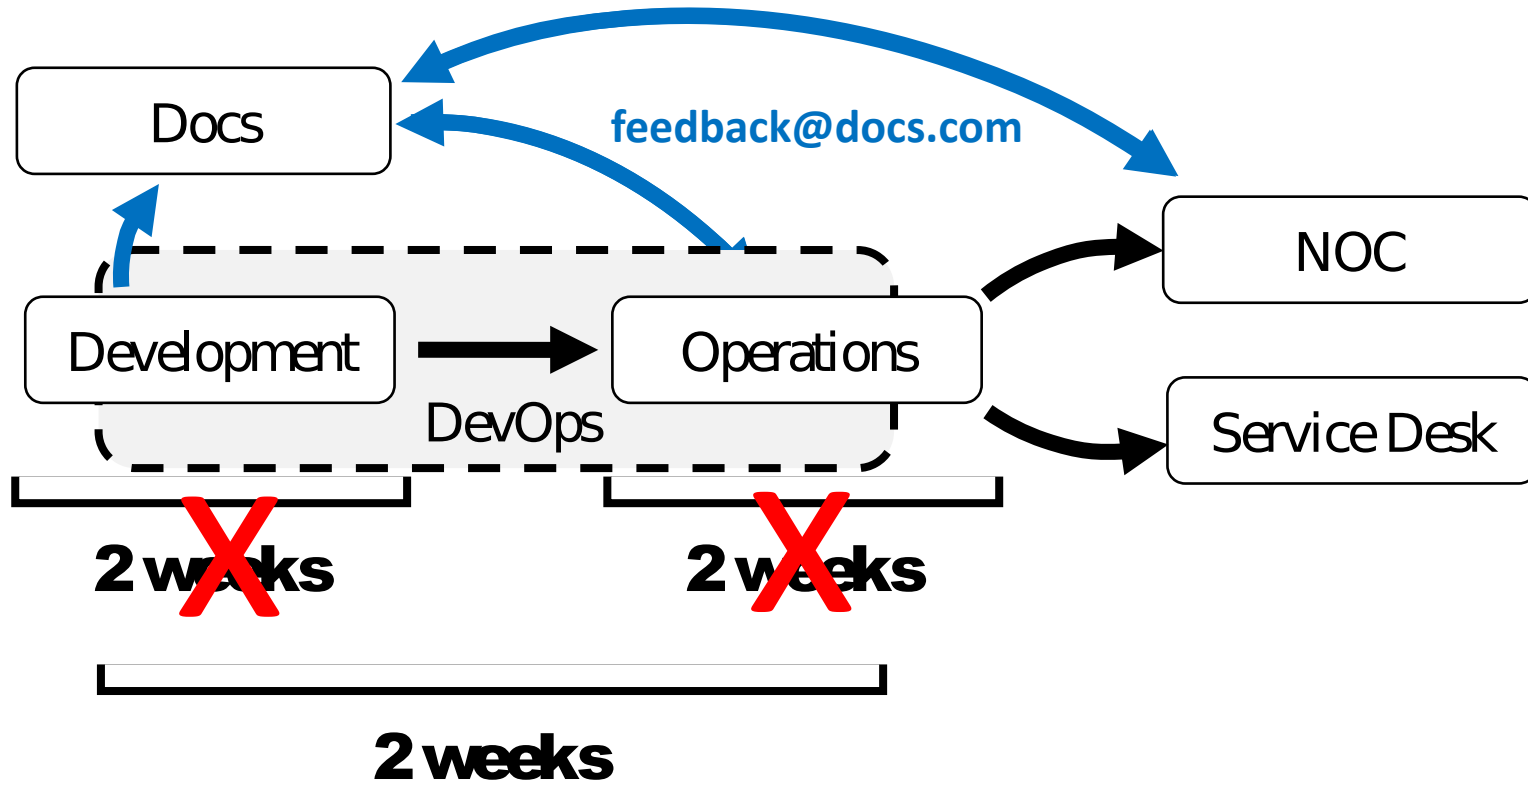 Docs
feedback@docs.com
NOC
Development
Operations
DevOps
Service Desk
2 weeks
2 weeks
2 weeks